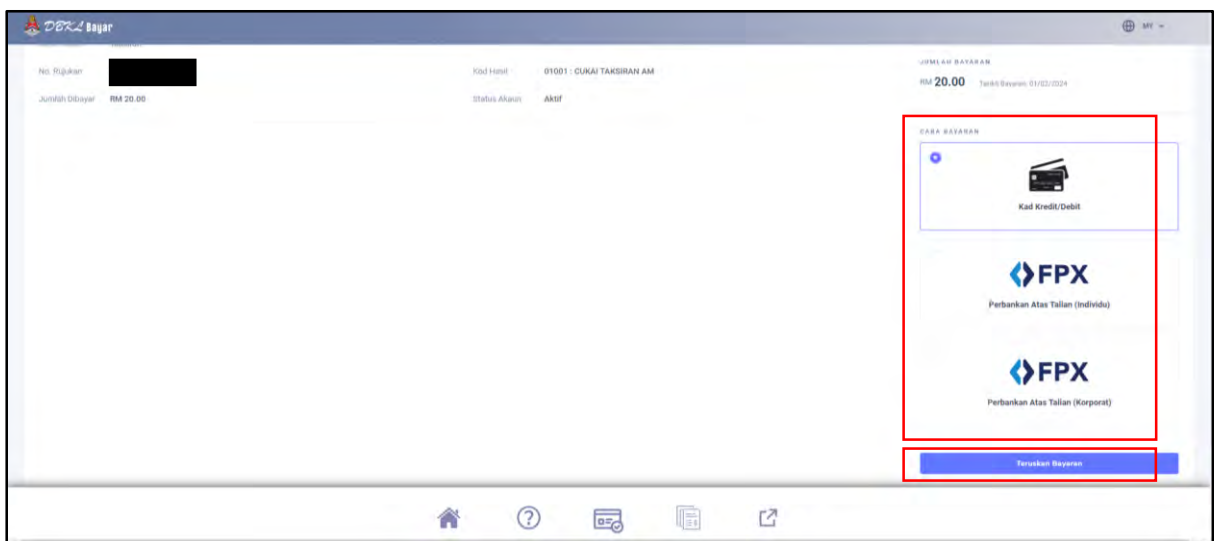 DBKL Bayar
MY
No. Rujukan
Kod Hasil 01001 : CUKAI TAKSIRAN AM
Jumlah Dibayar RM 20.00
Status Akaun Aktif
JUMLAH BAYARAN
RM 20.00 Tarikh Bayaran: 01/03/2024
CARA BAYARAN
Kad Kredit/Debit
FPX
Perbankan Atas Talian (Individu)
FPX
Perbankan Atas Talian (Korporat)
Teruskan Bayaran